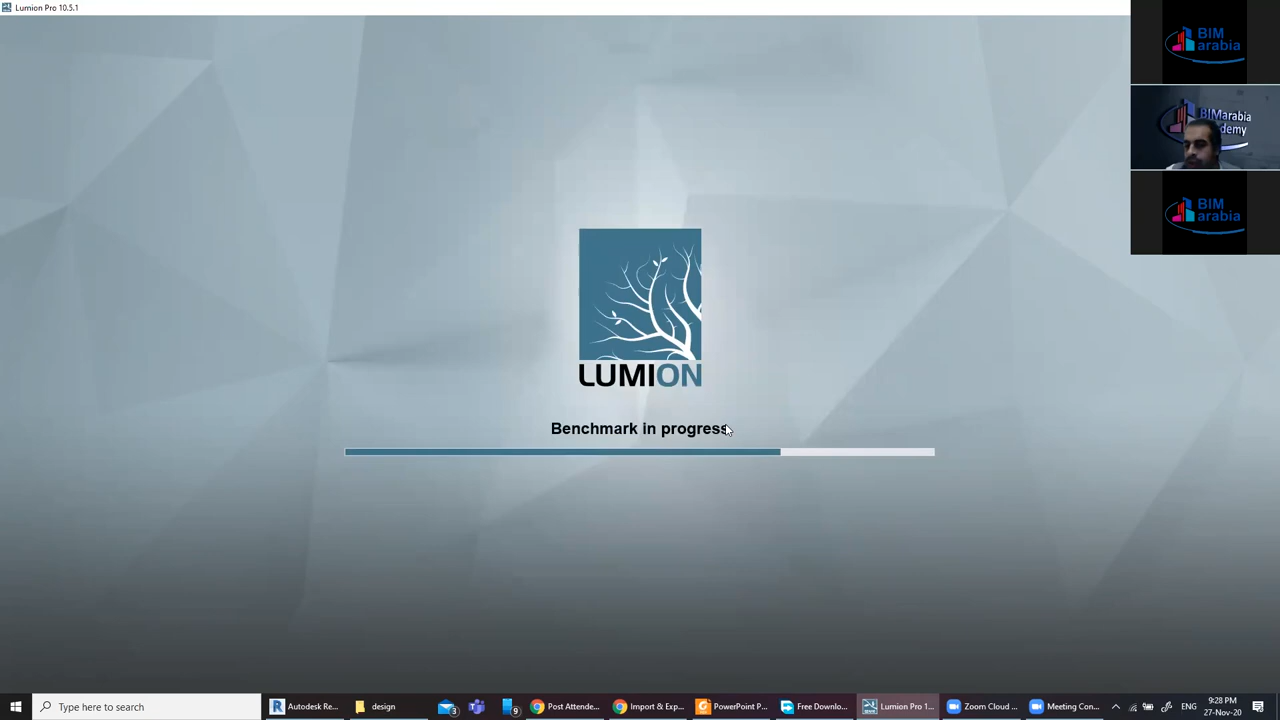 Lumion Pro 10.5.1
BIM
arabia
BIMarabia
BIM
arabia
LUMION
Benchmark in progress
Type here to search
Autodesk Re...
design
3
9
Post Attende...
Import & Exp...
PowerPoint P...
Free Downlo...
Lumion Pro 1...
Zoom Cloud ...
Meeting Con...
ENG
9:28 PM
27-Nov-20